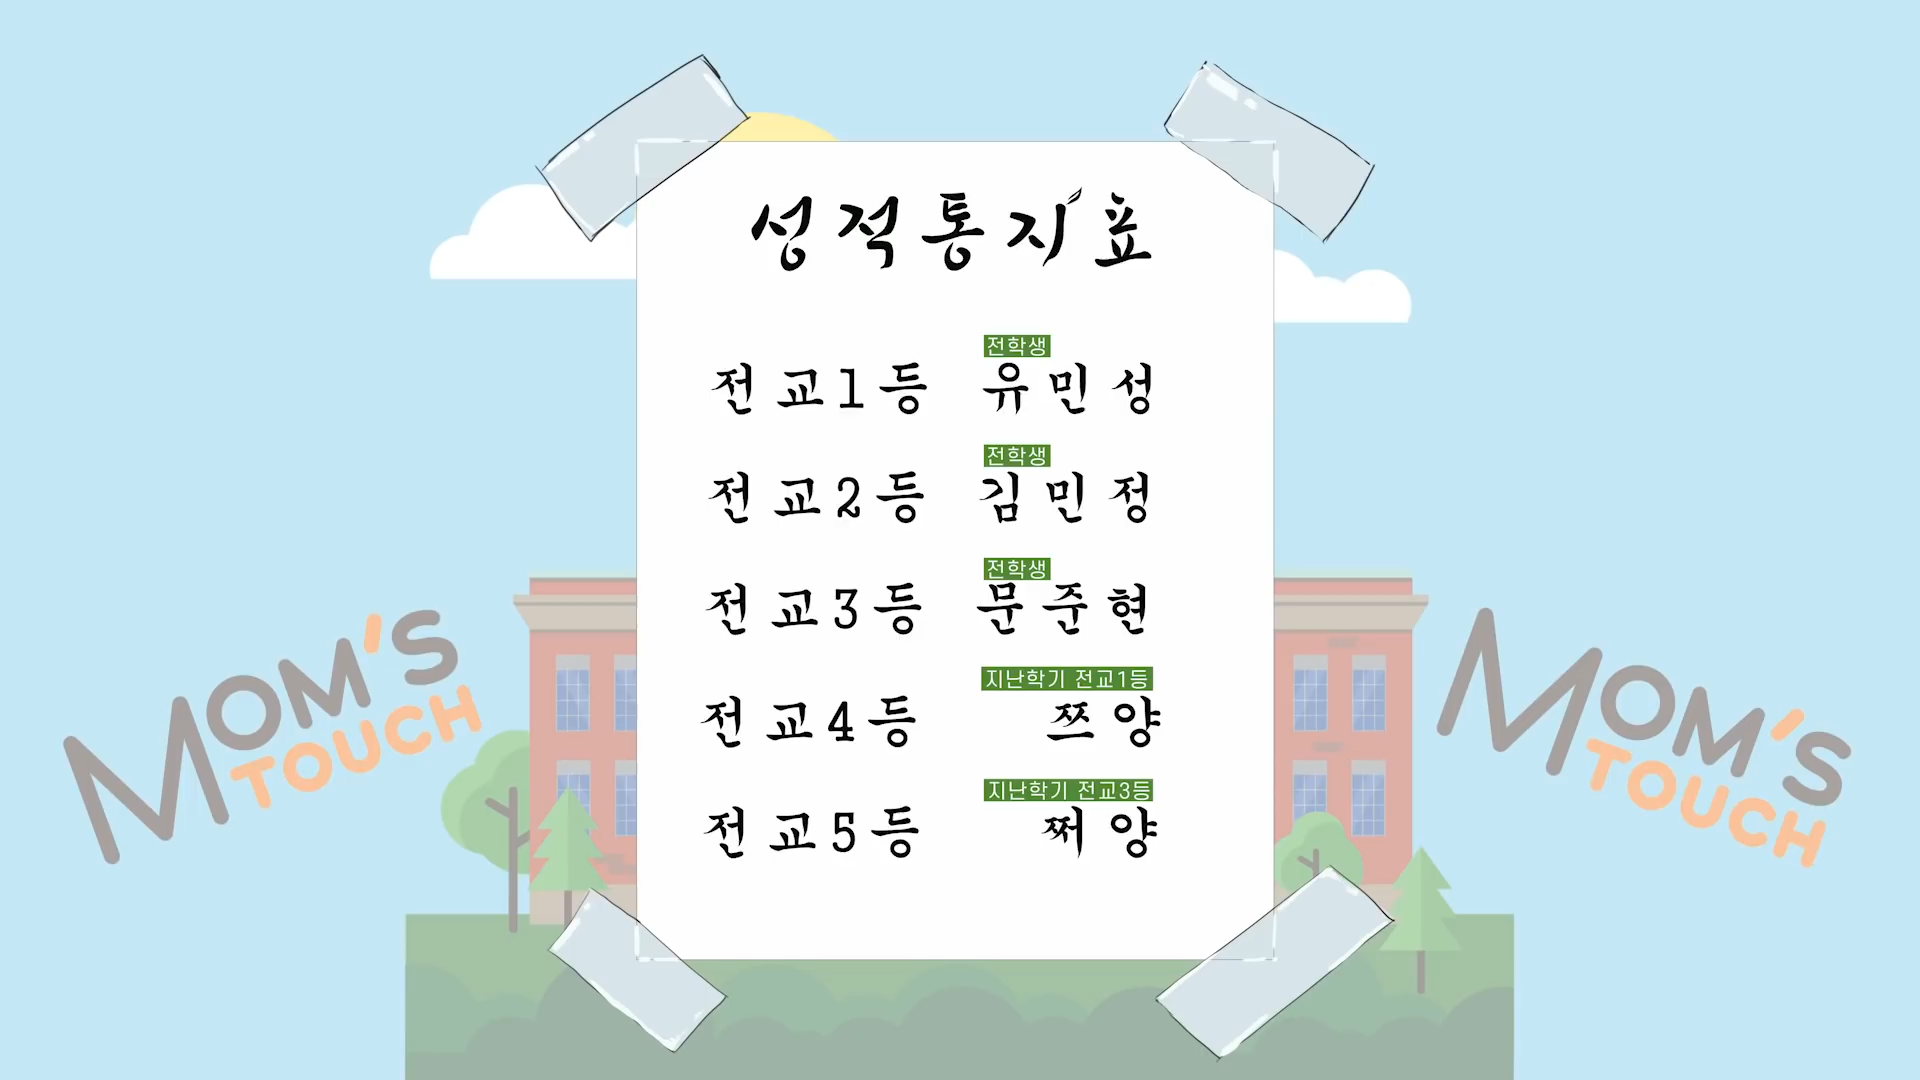 성적통지표
전학생
전교1등 유민성
전학생
전교2등 김민정
전학생
전교3등 문준현
지난학기 전교1등
전교4등 쯔양
지난학기 전교3등
전교5등 쩌양
MOM'S
TOUCH
MOM'S
TOUCH